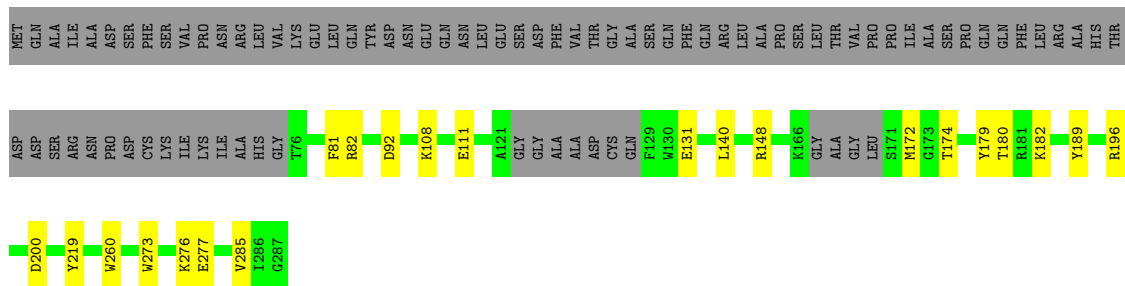 MET GLN ALA ILE ALA ASP SER PHE SER VAL PRO ASN ARG LEU VAL LYS GLU LEU GLN TYR ASP ASN GLU GLN ASN LEU GLU SER ASP PHE VAL THR GLY ALA SER GLN PHE GLN ARG LEU ALA PRO SER LEU THR VAL PRO PRO ILE ALA SER PRO GLN GLN PHE LEU ARG ALA HIS THR
ASP ASP SER ARG ASN PRO ASP CYS LYS ILE LYS ILE ALA HIS GLY T76 F81 R82 D92 K108 E111 A121 GLY GLY ALA ALA ASP CYS GLN F129 W130 E131 L140 R148 K166 GLY ALA GLY LEU S171 M172 G173 T174 Y179 T180 R181 K182 Y189 R196
D200 Y219 W260 W273 K276 E277 V285 I286 G287